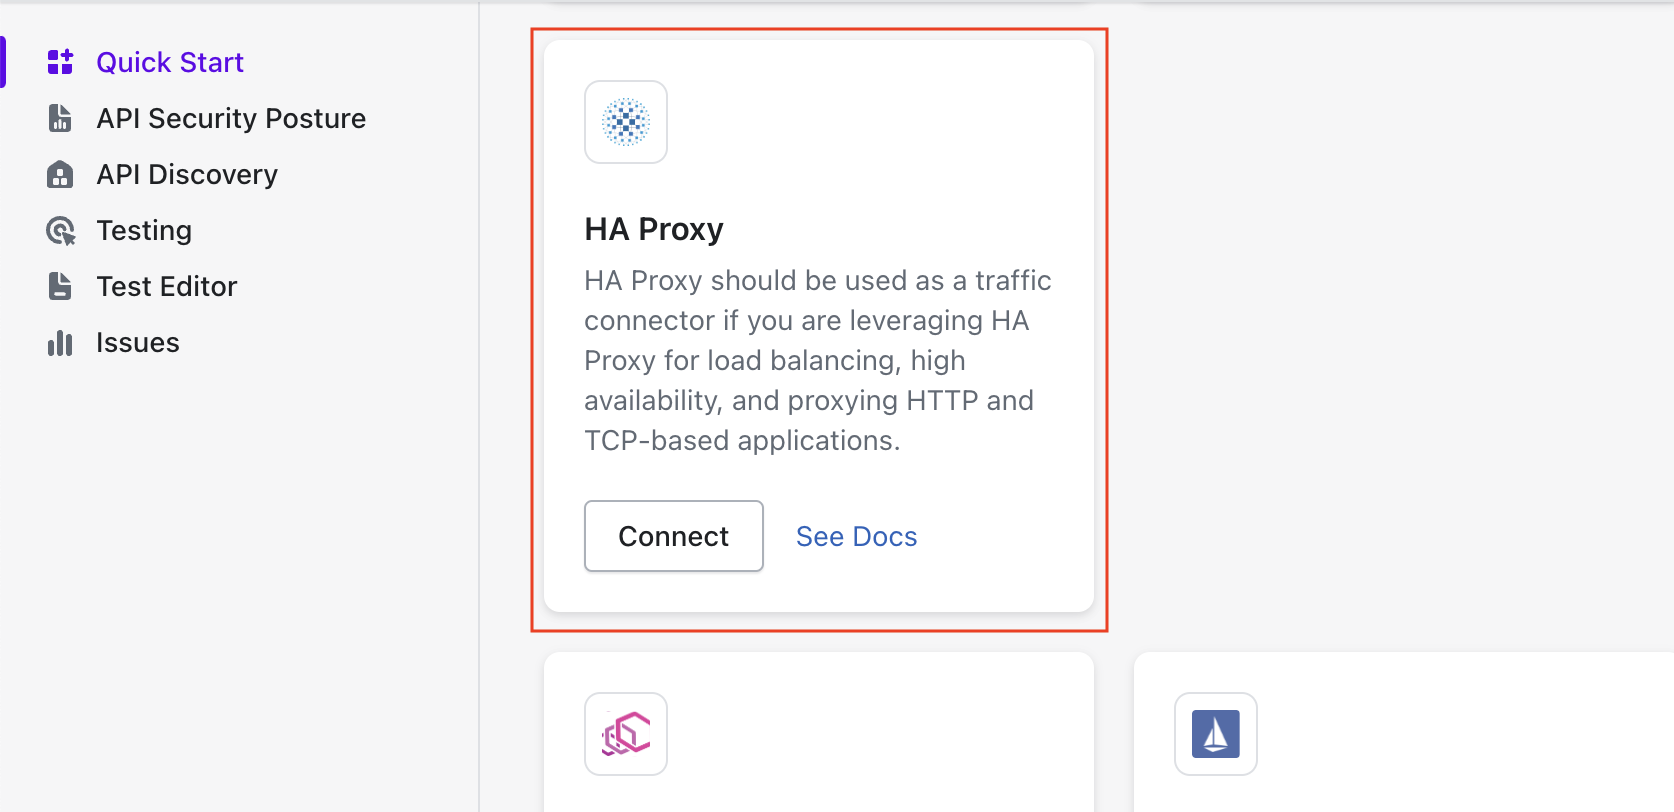 Quick Start
API Security Posture
API Discovery
Testing
Test Editor
Issues
HA Proxy
HA Proxy should be used as a traffic
connector if you are leveraging HA
Proxy for load balancing, high
availability, and proxying HTTP and
TCP-based applications.
Connect
See Docs